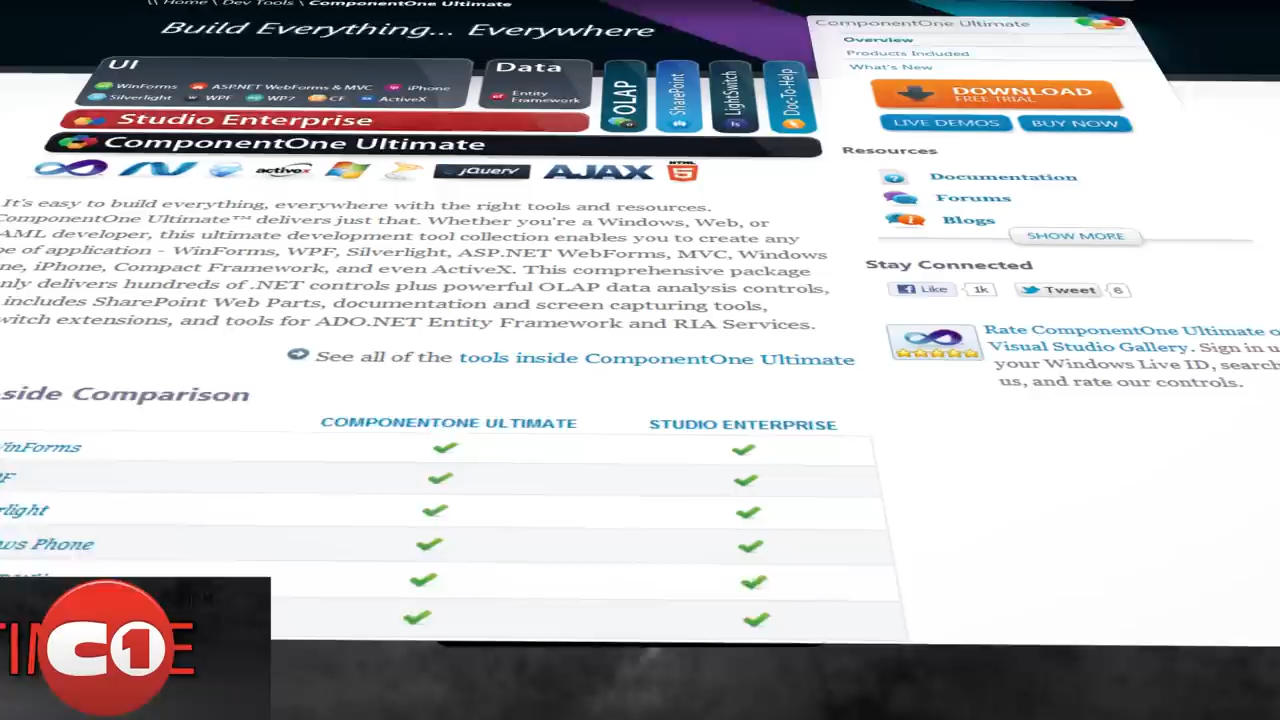 \\ Home \ Dev Tools \ ComponentOne Ultimate
Build Everything... Everywhere
UI
WinForms ASP.NET WebForms & MVC iPhone
Silverlight WPF WP7 CF ActiveX
Data
Entity
Framework
OLAP
SharePoint
LightSwitch
Doc-To-Help
Studio Enterprise
ComponentOne Ultimate
activex
jQuery
AJAX
HTML
5
It's easy to build everything, everywhere with the right tools and resources.
ComponentOne Ultimate™ delivers just that. Whether you're a Windows, Web, or
AML developer, this ultimate development tool collection enables you to create any
pe of application - WinForms, WPF, Silverlight, ASP.NET WebForms, MVC, Windows
ne, iPhone, Compact Framework, and even ActiveX. This comprehensive package
nly delivers hundreds of .NET controls plus powerful OLAP data analysis controls,
includes SharePoint Web Parts, documentation and screen capturing tools,
witch extensions, and tools for ADO.NET Entity Framework and RIA Services.
See all of the tools inside ComponentOne Ultimate
-side Comparison
COMPONENTONE ULTIMATE STUDIO ENTERPRISE
WinForms
PF
erlight
ows Phone
ComponentOne Ultimate
Overview
Products Included
What's New
DOWNLOAD
FREE TRIAL
LIVE DEMOS BUY NOW
Resources
Documentation
Forums
Blogs
SHOW MORE
Stay Connected
Like 1k Tweet 6
Rate ComponentOne Ultimate o
Visual Studio Gallery. Sign in u
your Windows Live ID, search
us, and rate our controls.
C1